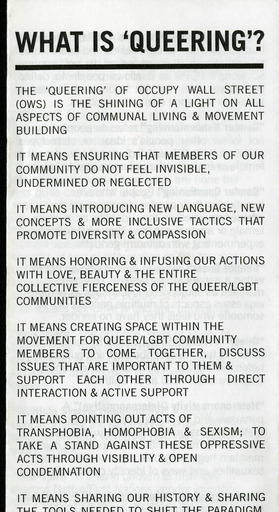 WHAT IS ‘QUEERING’?
THE ‘QUEERING’ OF OCCUPY WALL STREET
(OWS) IS THE SHINING OF A LIGHT ON ALL
ASPECTS OF COMMUNAL LIVING & MOVEMENT
BUILDING
IT MEANS ENSURING THAT MEMBERS OF OUR
COMMUNITY DO NOT FEEL INVISIBLE,
UNDERMINED OR NEGLECTED
IT MEANS INTRODUCING NEW LANGUAGE, NEW
CONCEPTS & MORE INCLUSIVE TACTICS THAT
PROMOTE DIVERSITY & COMPASSION
IT MEANS HONORING & INFUSING OUR ACTIONS
WITH LOVE, BEAUTY & THE ENTIRE
COLLECTIVE FIERCENESS OF THE QUEER/LGBT
COMMUNITIES
IT MEANS CREATING SPACE WITHIN THE
MOVEMENT FOR QUEER/LGBT COMMUNITY
MEMBERS TO COME TOGETHER, DISCUSS
ISSUES THAT ARE IMPORTANT TO THEM &
SUPPORT EACH OTHER THROUGH DIRECT
INTERACTION & ACTIVE SUPPORT
IT MEANS POINTING OUT ACTS OF
TRANSPHOBIA, HOMOPHOBIA & SEXISM; TO
TAKE A STAND AGAINST THESE OPPRESSIVE
ACTS THROUGH VISIBILITY & OPEN
CONDEMNATION
IT MEANS SHARING OUR HISTORY & SHARING
THE TOOLS NEEDED TO SHIFT THE PARADIGM